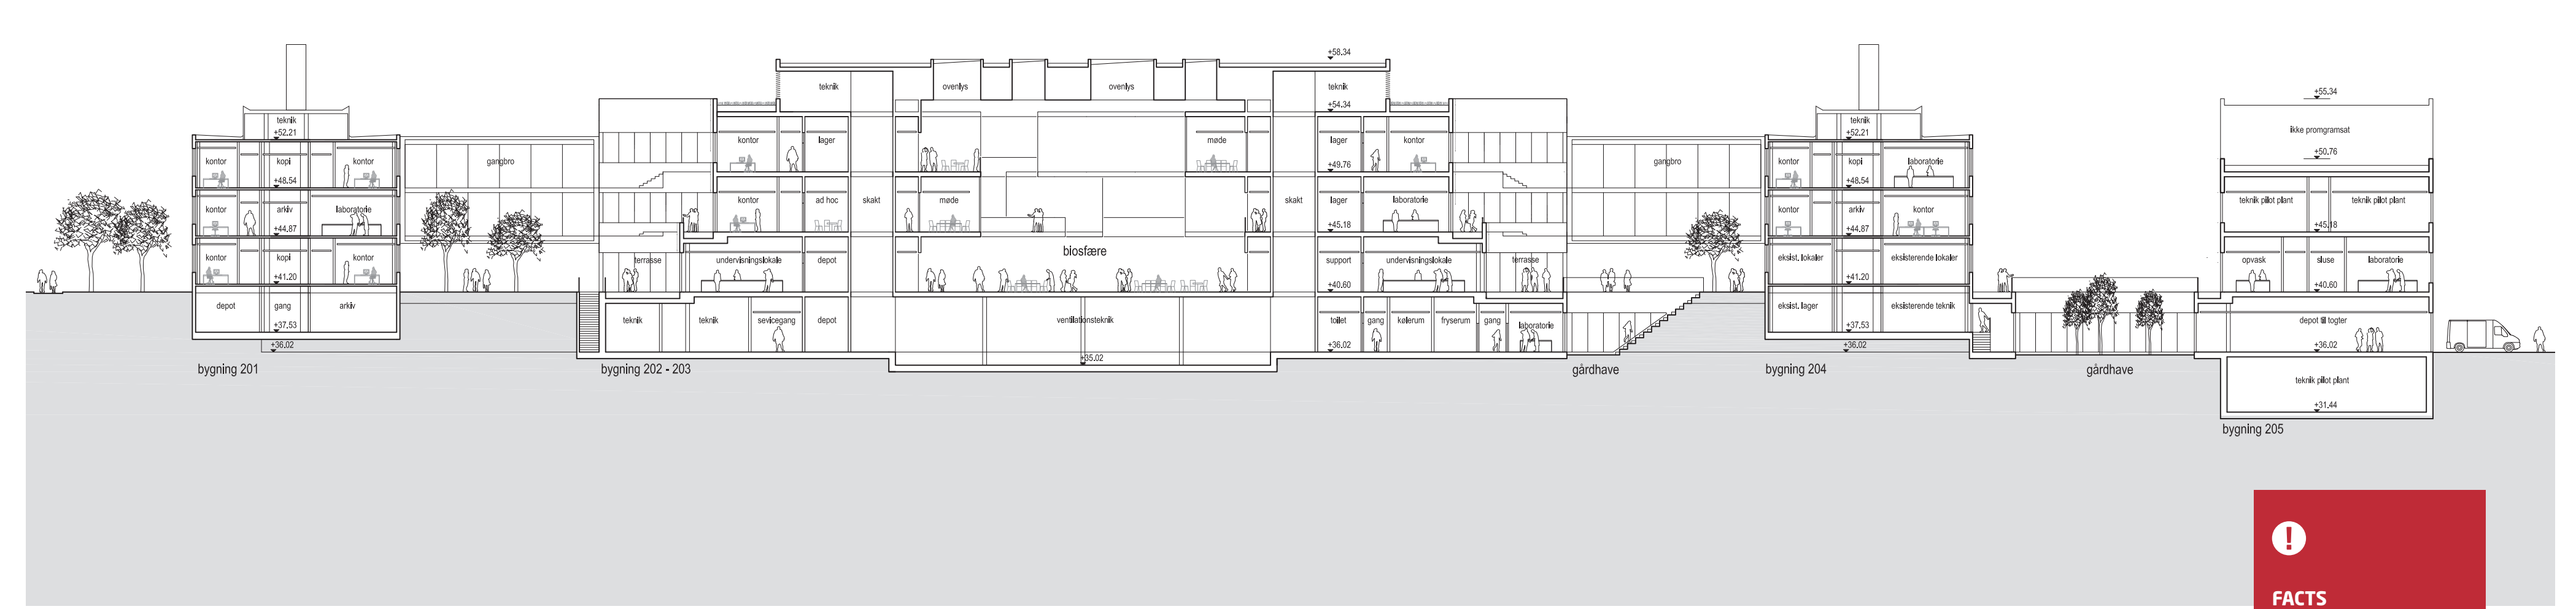 +58.34
teknik
ovenlys
ovenlys
teknik
+55.34
+54.34
teknik
+52.21
teknik
+52.21
ikke promgramsat
kontor
lager
møde
lager
kontor
+50.76
kontor
kopi
kontor
gangbro
+49.76
gangbro
kontor
kopi
laboratorie
+48.54
+48.54
kontor
ad hoc
skakt
møde
skakt
lager
laboratorie
teknik pilot plant
teknik pilot plant
kontor
arkiv
laboratorie
kontor
arkiv
kontor
+44.87
+45.18
+44.87
+45.18
biosfære
kontor
kopi
kontor
terrasse
undervisningslokale
depot
support
undervisningslokale
terrasse
eksist. lokaler
eksisterende lokaler
opvask
sluse
laboratorie
+41.20
+40.60
+41.20
+40.60
depot
gang
arkiv
eksist. lager
eksisterende teknik
teknik
teknik
sevicegang
depot
ventilationsteknik
toilet
gang
kølerum
fryserum
gang
laboratorie
depot til togter
+37.53
+37.53
+36.02
+36.02
+36.02
+36.02
+35.02
bygning 201
bygning 202 - 203
gårdhave
bygning 204
gårdhave
teknik pilot plant
+31.44
bygning 205
!
FACTS